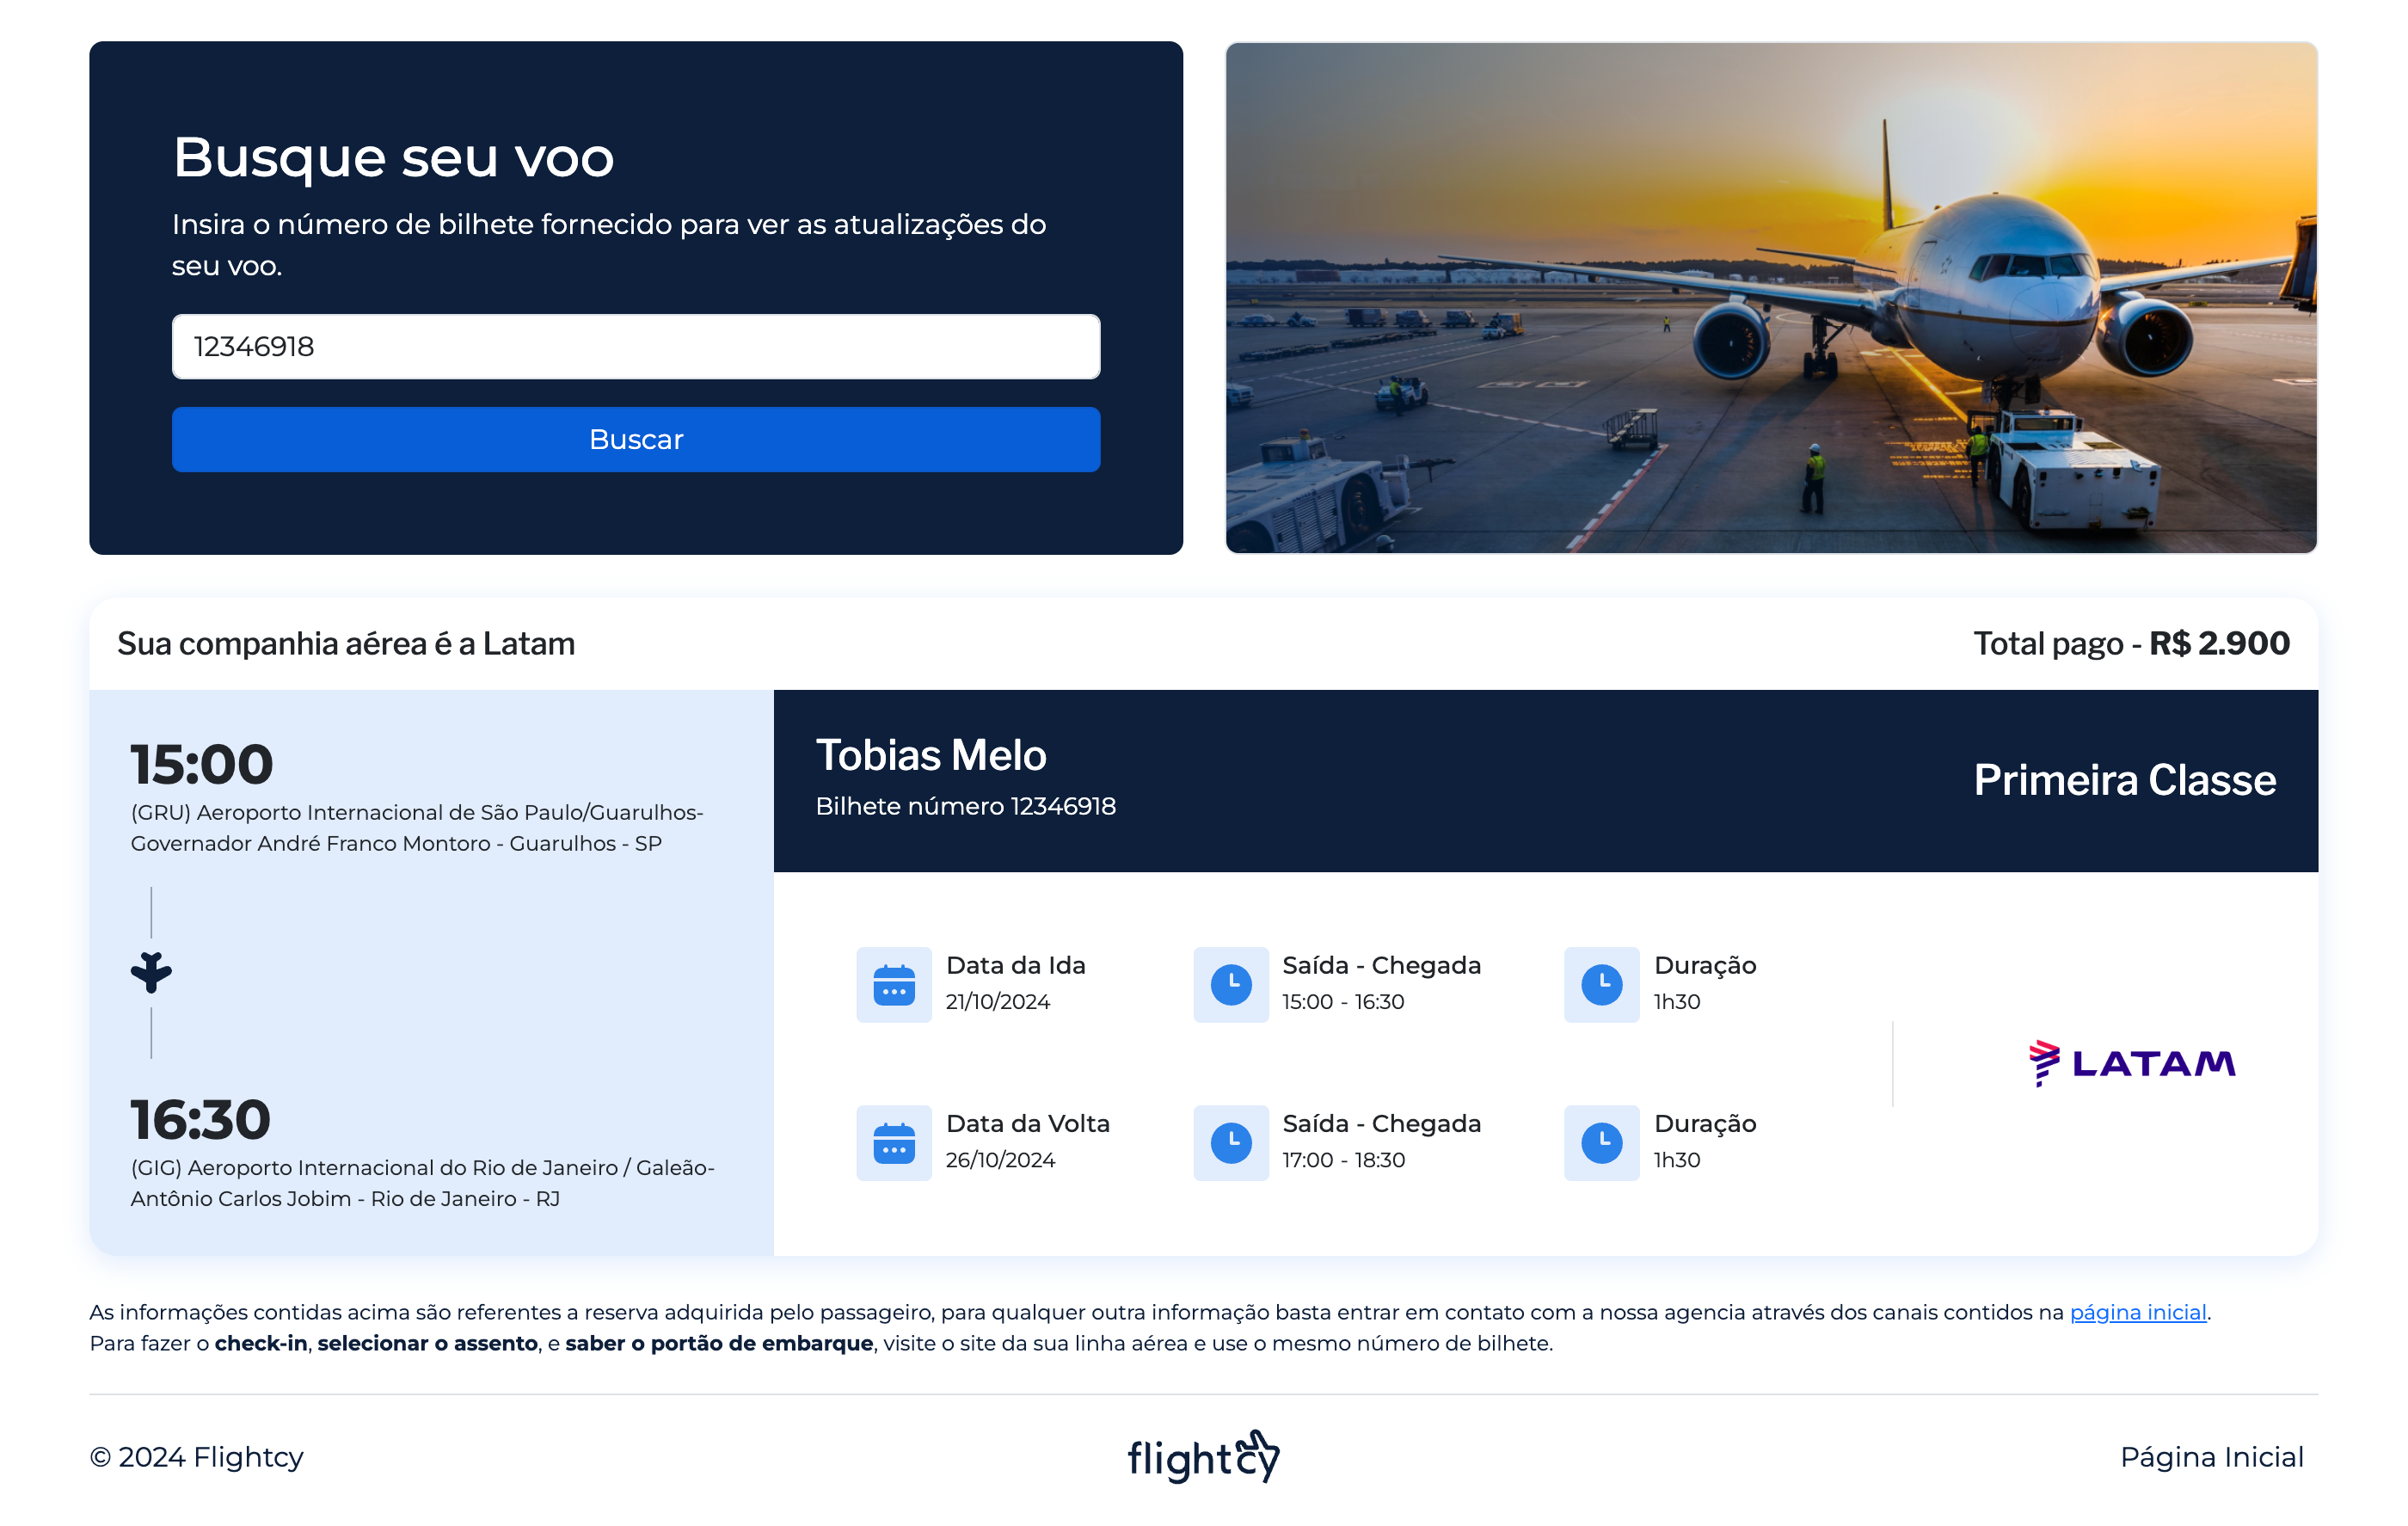 Busque seu voo
Insira o número de bilhete fornecido para ver as atualizações do
seu voo.
12346918
Buscar
Sua companhia aérea é a Latam
Total pago - R$ 2.900
15:00
(GRU) Aeroporto Internacional de São Paulo/Guarulhos-
Governador André Franco Montoro - Guarulhos - SP
16:30
(GIG) Aeroporto Internacional do Rio de Janeiro / Galeão-
Antônio Carlos Jobim - Rio de Janeiro - RJ
Tobias Melo
Bilhete número 12346918
Primeira Classe
Data da Ida
21/10/2024
Saída - Chegada
15:00 - 16:30
Duração
1h30
Data da Volta
26/10/2024
Saída - Chegada
17:00 - 18:30
Duração
1h30
LATAM
As informações contidas acima são referentes a reserva adquirida pelo passageiro, para qualquer outra informação basta entrar em contato com a nossa agencia através dos canais contidos na página inicial.
Para fazer o check-in, selecionar o assento, e saber o portão de embarque, visite o site da sua linha aérea e use o mesmo número de bilhete.
© 2024 Flightcy
flightcy
Página Inicial